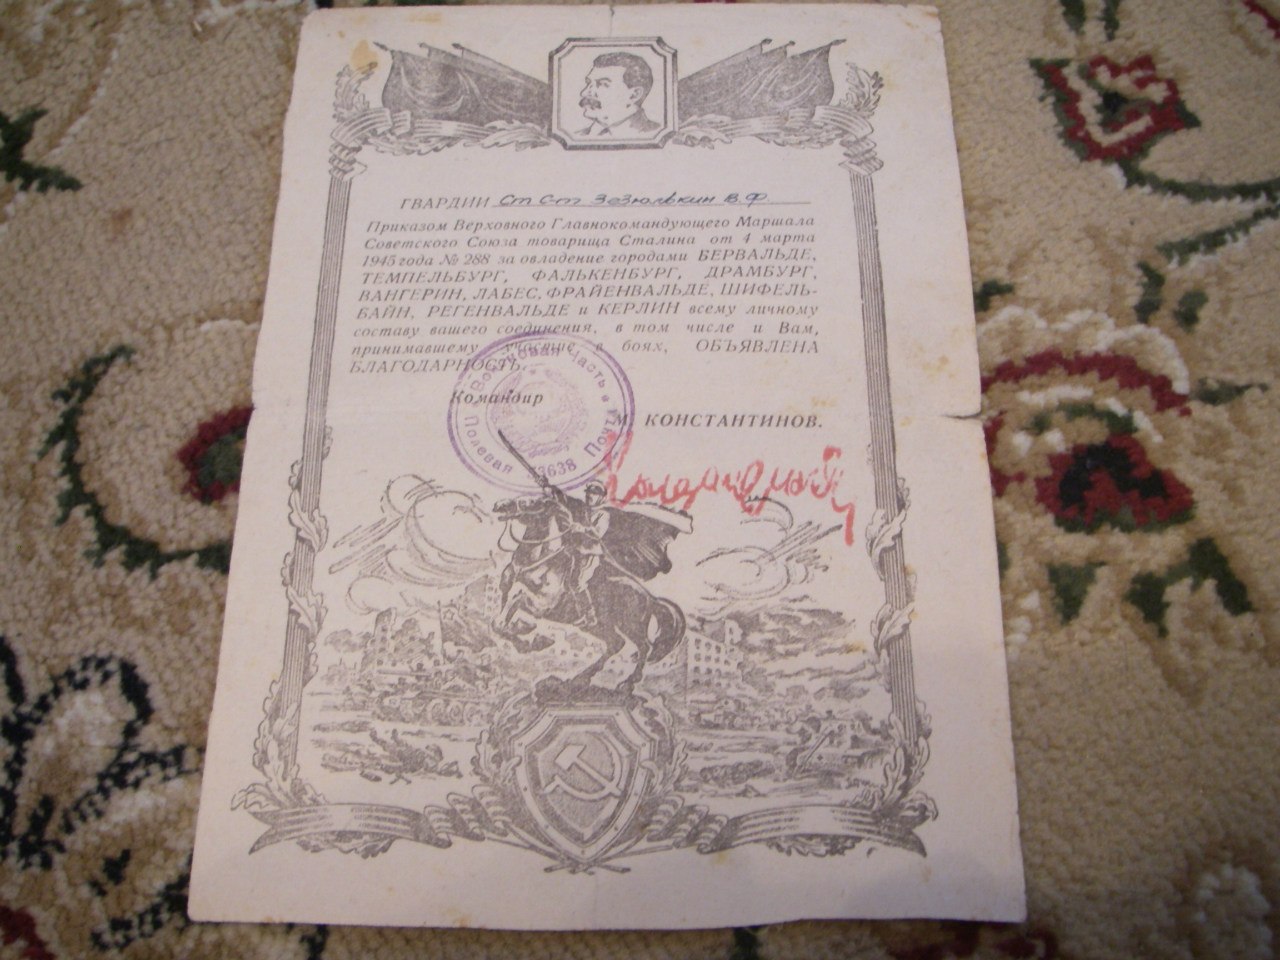 ГВАРДИИ Ст С-т Зезюлькин В.Ф
Приказом Верховного Главнокомандующего Маршала
Советского Союза товарища Сталина от 4 марта
1945 года № 288 за овладение городами БЕРВАЛЬДЕ,
ТЕМПЕЛЬБУРГ, ФАЛЬКЕНБУРГ, ДРАМБУРГ,
ВАНГЕРИН, ЛАБЕС, ФРАЙЕНВАЛЬДЕ, ШИФЕЛЬ-
БАЙН, РЕГЕНВАЛЬДЕ и КЕРЛИН всему личному
составу вашего соединения, в том числе и Вам,
принимавшему участие в боях, ОБЪЯВЛЕНА
БЛАГОДАРНОСТЬ.
Командир
М КОНСТАНТИНОВ.
Войсковая Часть
Полевая Почта
73638